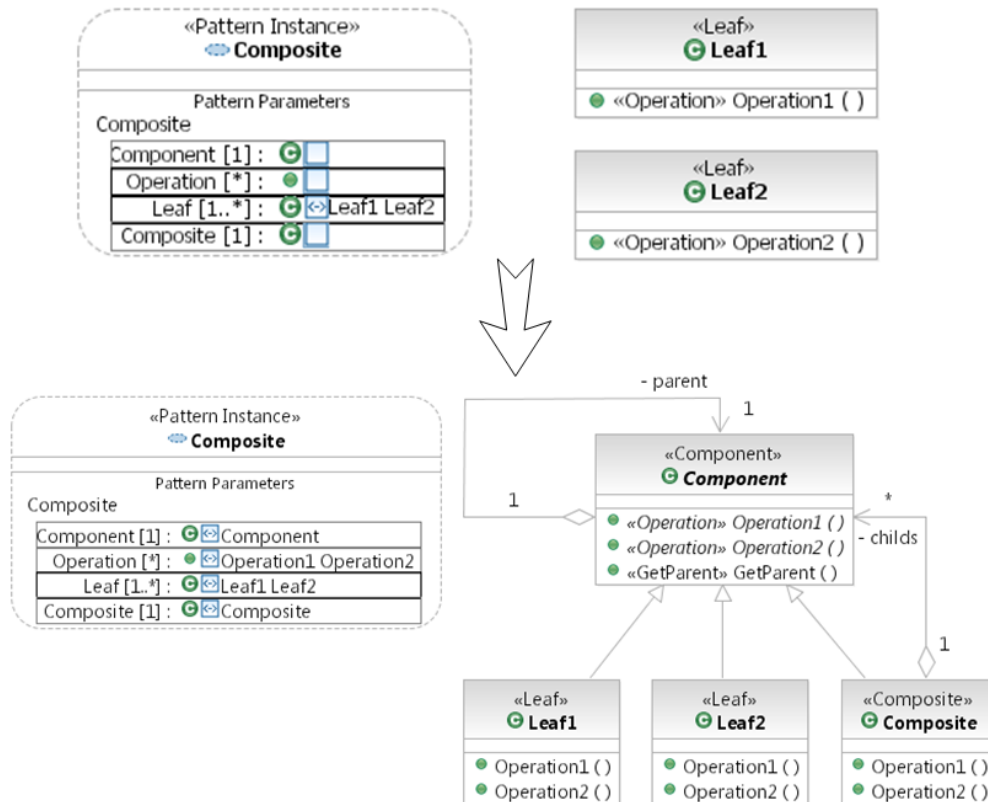 «Pattern Instance»
Composite
Pattern Parameters
Composite
Component [1] :
Operation [*] :
Leaf [1..*] : Leaf1 Leaf2
Composite [1] :
«Leaf»
Leaf1
«Operation» Operation1 ( )
«Leaf»
Leaf2
«Operation» Operation2 ( )
«Pattern Instance»
Composite
Pattern Parameters
Composite
Component [1] : Component
Operation [*] : Operation1 Operation2
Leaf [1..*] : Leaf1 Leaf2
Composite [1] : Composite
- parent
1
1
«Component»
Component
«Operation» Operation1 ( )
«Operation» Operation2 ( )
«GetParent» GetParent ( )
*
- childs
1
«Leaf»
Leaf1
Operation1 ( )
Operation2 ( )
«Leaf»
Leaf2
Operation1 ( )
Operation2 ( )
«Composite»
Composite
Operation1 ( )
Operation2 ( )